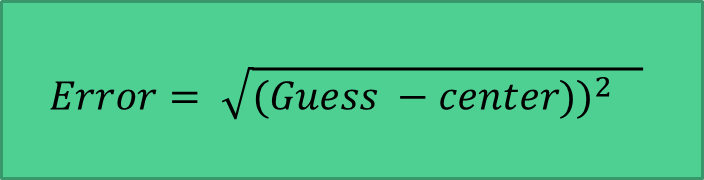 Error = √(Guess − center))²